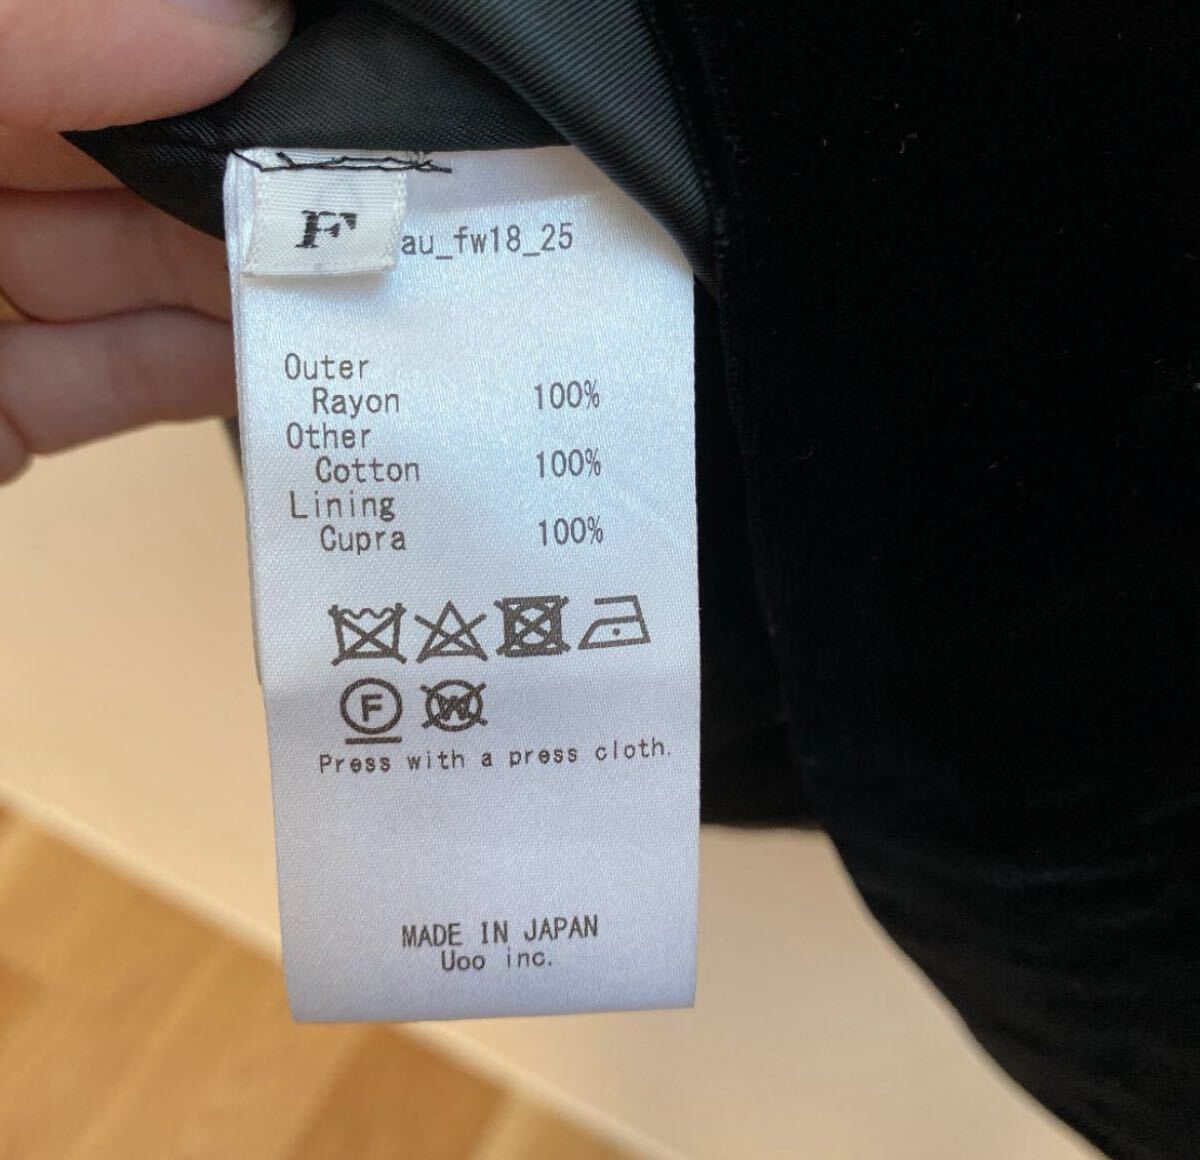 F
au_fw18_25
Outer
Rayon 100%
Other
Cotton 100%
Lining
Cupra 100%
F W
Press with a press cloth.
MADE IN JAPAN
Uoo inc.